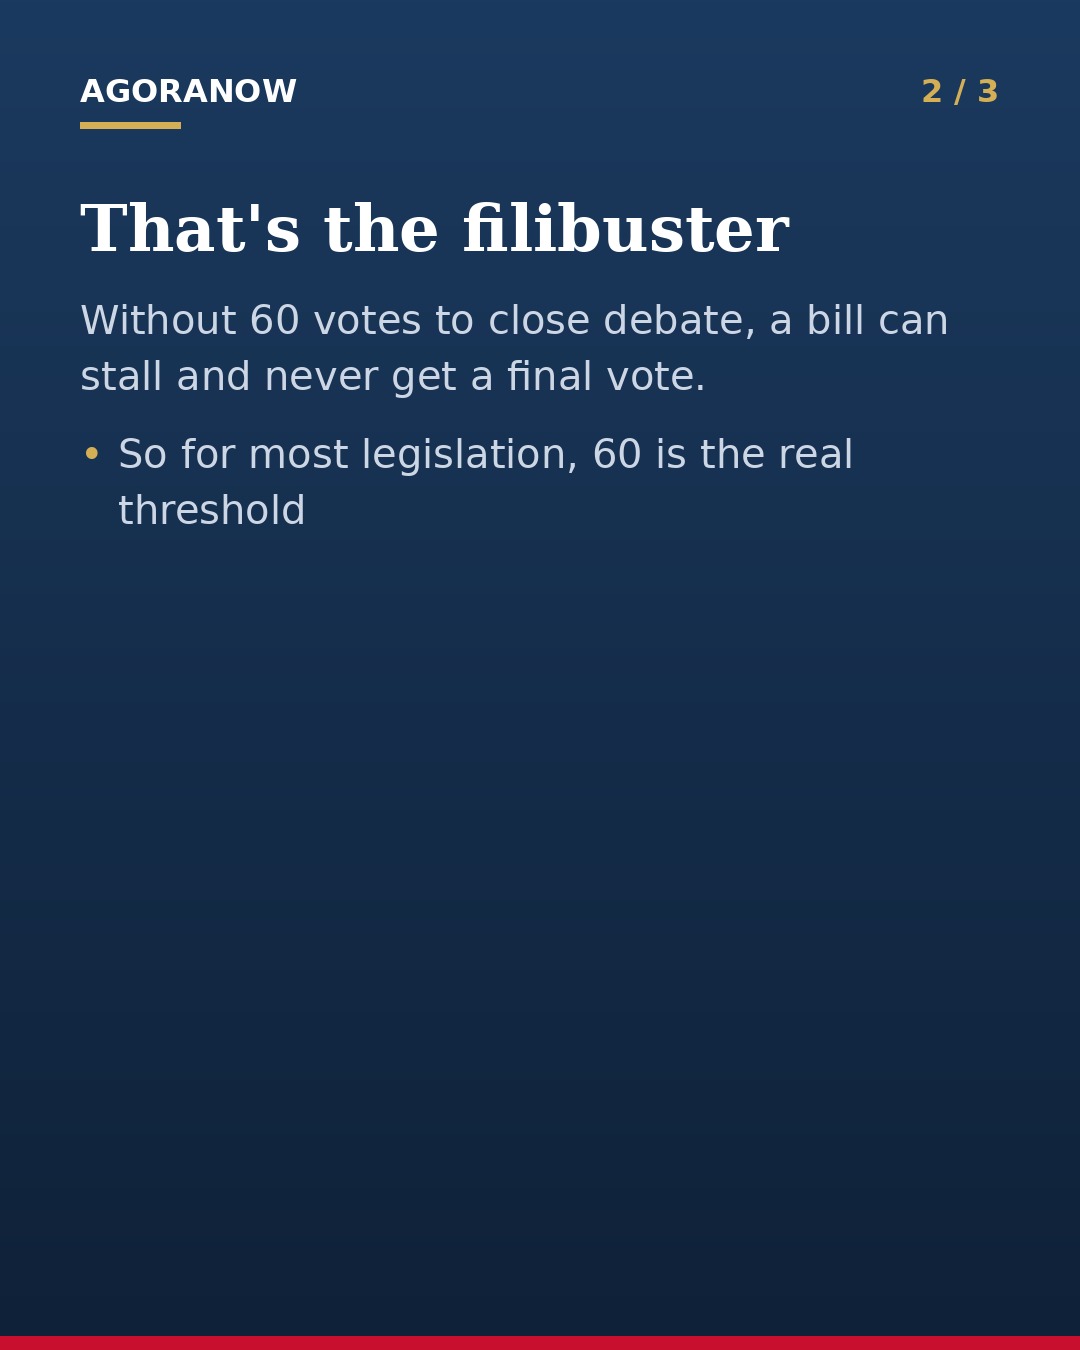 AGORANOW
2 / 3
That's the filibuster
Without 60 votes to close debate, a bill can
stall and never get a final vote.
• So for most legislation, 60 is the real
threshold